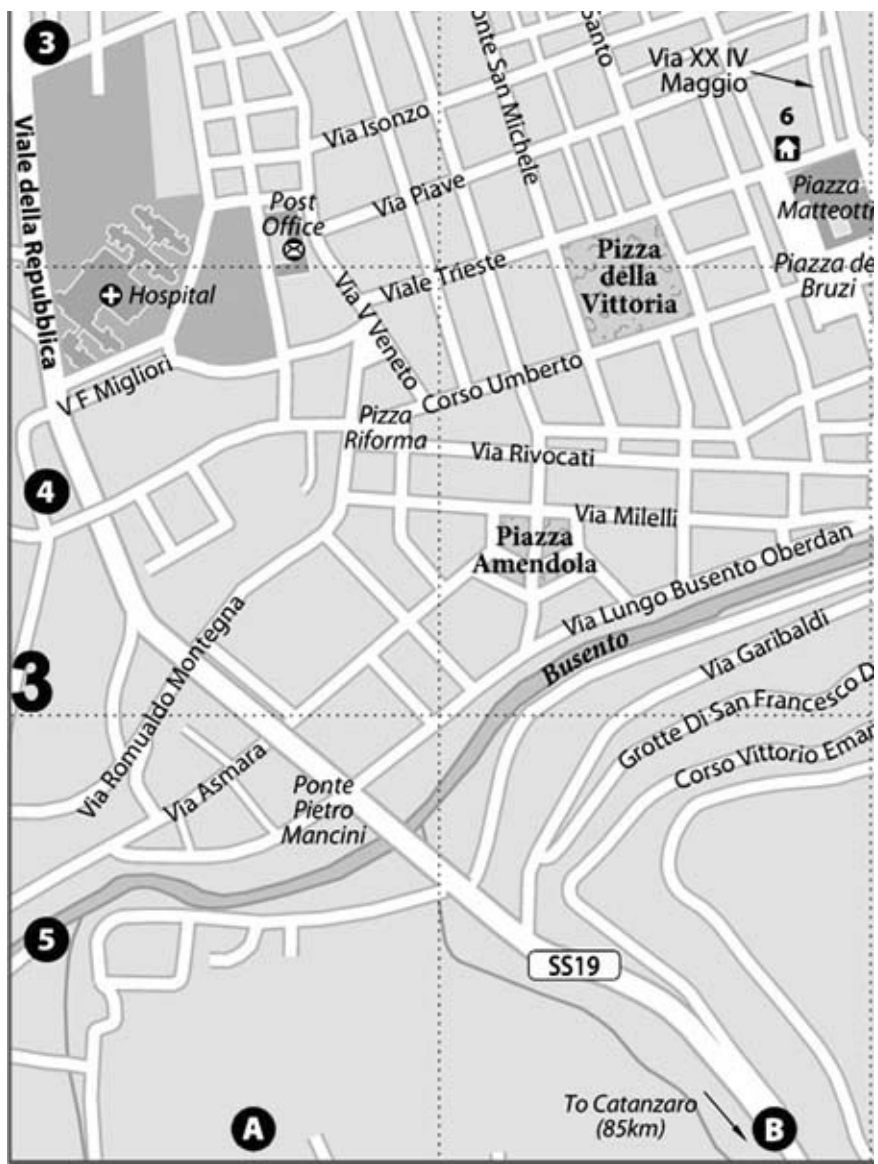 3
Via XX IV
Maggio
onte San Michele
Santo
6
Viale della Repubblica
Via Isonzo
Post
Office
Via Piave
Piazza
Matteotti
Pizza
della
Vittoria
Piazza de
Bruzi
Hospital
Via V Veneto
Viale Trieste
V F Migliori
Corso Umberto
Pizza
Riforma
Via Rivocati
4
Via Milelli
Piazza
Amendola
Via Lungo Busento Oberdan
Busento
Via Garibaldi
3
Via Romualdo Montegna
Grotte Di San Francesco D
Corso Vittorio Emar
Via Asmara
Ponte
Pietro
Mancini
5
SS19
To Catanzaro
(85km)
A
B